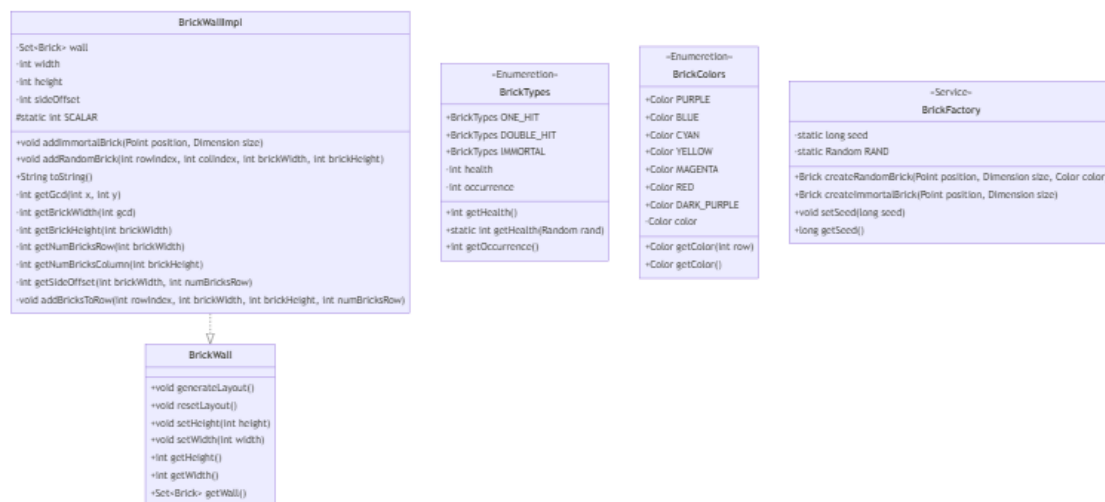 BrickWallImpl
-Set<Brick> wall
-int width
-int height
-int sideOffset
#static int SCALAR
+void addImmortalBrick(Point position, Dimension size)
+void addRandomBrick(int rowIndex, int colIndex, int brickWidth, int brickHeight)
+String toString()
-int getGcd(int x, int y)
-int getBrickWidth(int gcd)
-int getBrickHeight(int brickWidth)
-int getNumBricksRow(int brickWidth)
-int getNumBricksColumn(int brickHeight)
-int getSideOffset(int brickWidth, int numBricksRow)
-void addBricksToRow(int rowIndex, int brickWidth, int brickHeight, int numBricksRow)
BrickWall
+void generateLayout()
+void resetLayout()
+void setHeight(int height)
+void setWidth(int width)
+int getHeight()
+int getWidth()
+Set<Brick> getWall()
«Enumeretion»
BrickTypes
+BrickTypes ONE_HIT
+BrickTypes DOUBLE_HIT
+BrickTypes IMMORTAL
-int health
-int occurrence
+int getHealth()
+static int getHealth(Random rand)
+int getOccurrence()
«Enumeretion»
BrickColors
+Color PURPLE
+Color BLUE
+Color CYAN
+Color YELLOW
+Color MAGENTA
+Color RED
+Color DARK_PURPLE
-Color color
+Color getColor(int row)
+Color getColor()
«Service»
BrickFactory
-static long seed
-static Random RAND
+Brick createRandomBrick(Point position, Dimension size, Color color
+Brick createImmortalBrick(Point position, Dimension size)
+void setSeed(long seed)
+long getSeed()